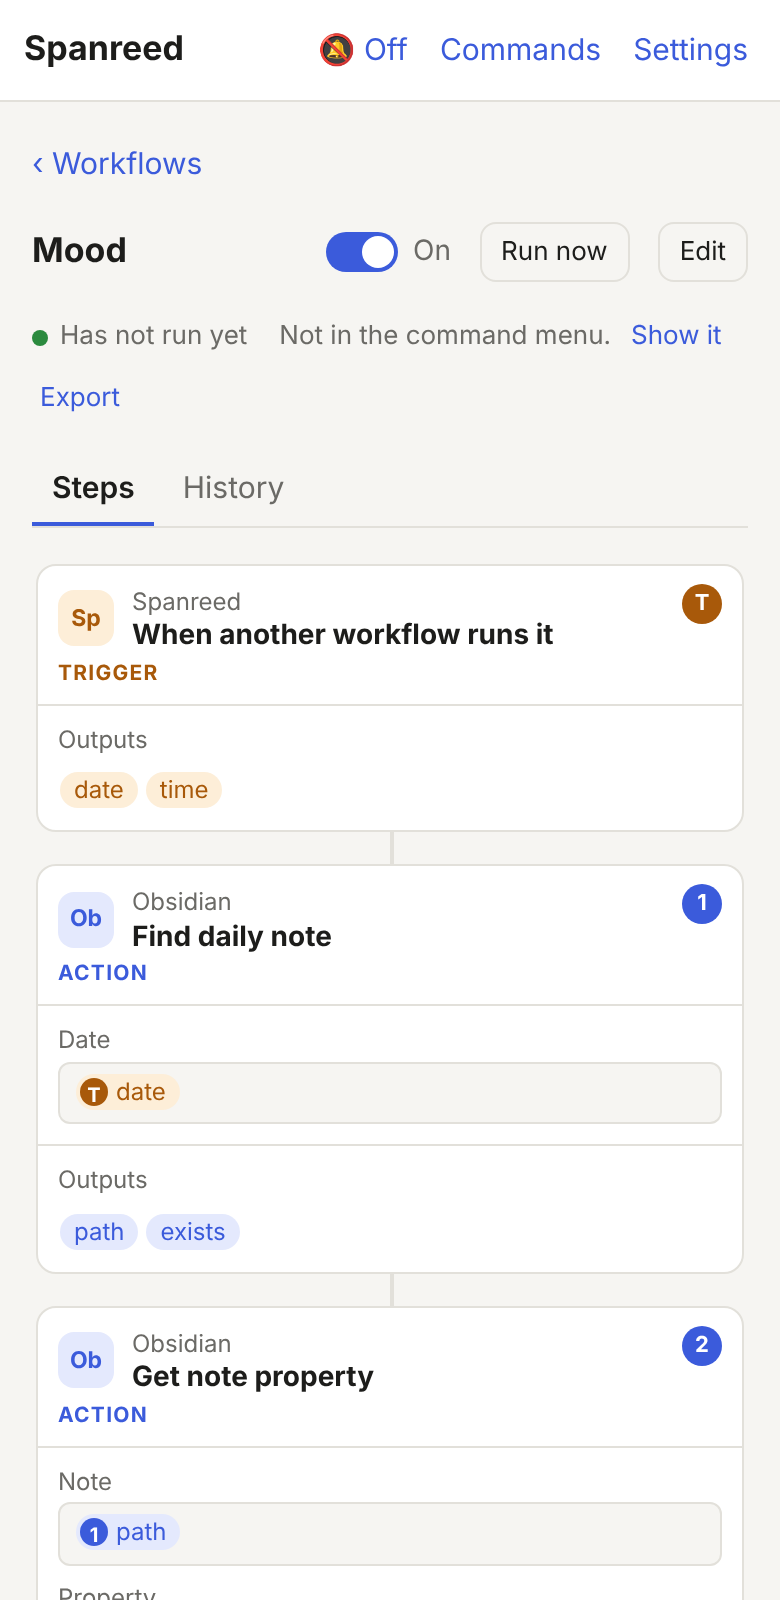 Spanreed Off Commands Settings
‹ Workflows
Mood On Run now Edit
Has not run yet Not in the command menu. Show it
Export
Steps History
Sp Spanreed T
When another workflow runs it
TRIGGER
Outputs
date time
Ob Obsidian 1
Find daily note
ACTION
Date
T date
Outputs
path exists
Ob Obsidian 2
Get note property
ACTION
Note
1 path
Property